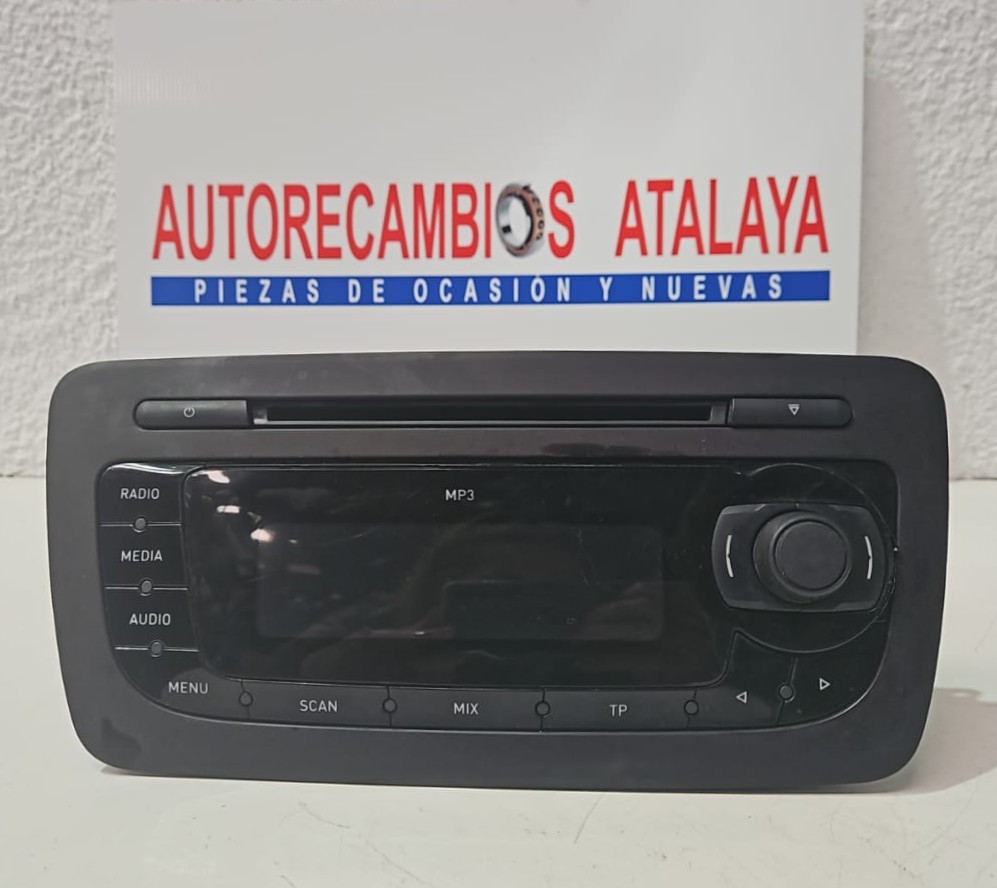 AUTORECAMBIOS ATALAYA
PIEZAS DE OCASIÓN Y NUEVAS
RADIO
MP3
MEDIA
AUDIO
MENU
SCAN
MIX
TP